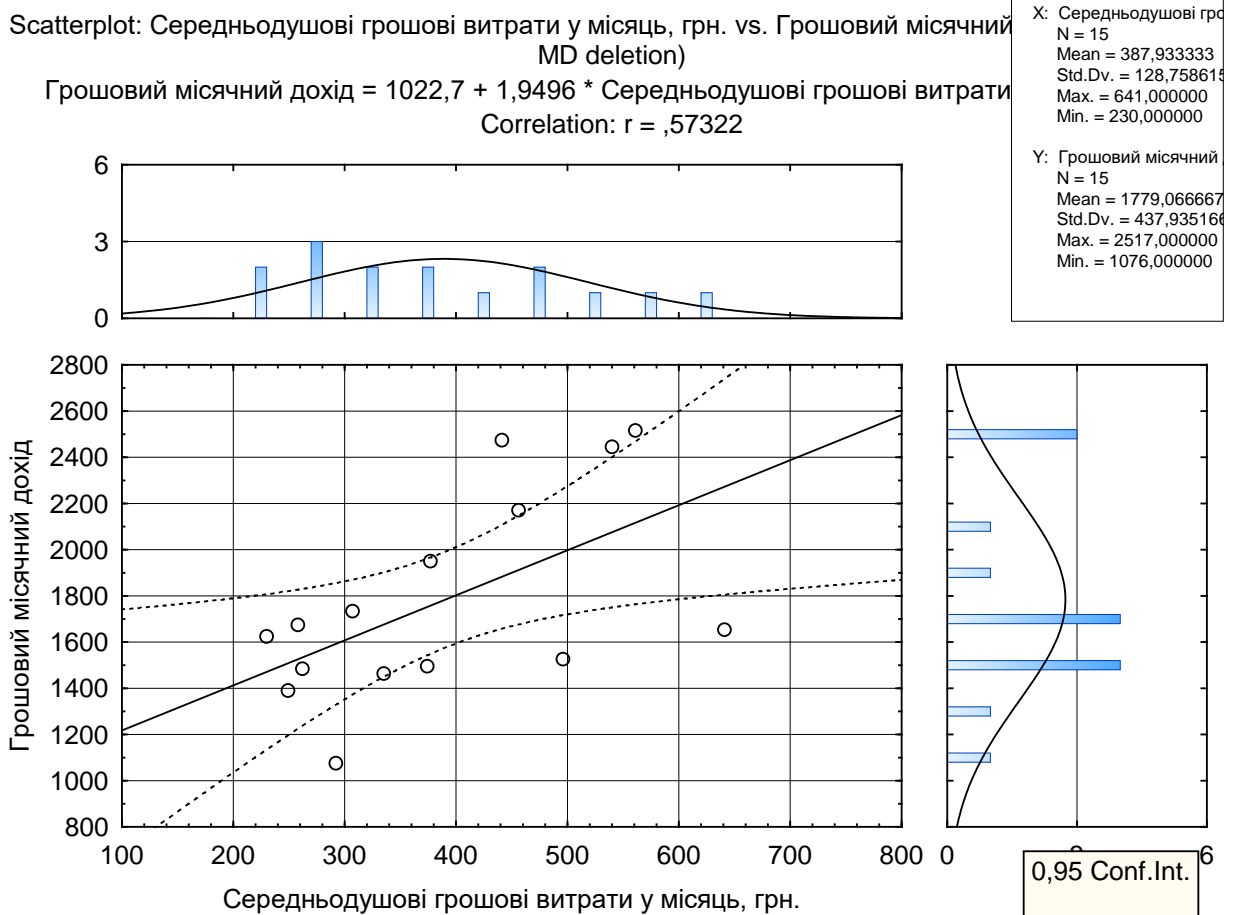 Scatterplot: Середньодушові грошові витрати у місяць, грн. vs. Грошовий місячний
MD deletion)
Грошовий місячний дохід = 1022,7 + 1,9496 * Середньодушові грошові витрати
Correlation: r = ,57322
X: Середньодушові гро
N = 15
Mean = 387,933333
Std.Dv. = 128,758615
Max. = 641,000000
Min. = 230,000000
Y: Грошовий місячний
N = 15
Mean = 1779,066667
Std.Dv. = 437,935166
Max. = 2517,000000
Min. = 1076,000000
6
3
0
2800
2600
2400
2200
2000
1800
1600
1400
1200
1000
800
Грошовий місячний дохід
100 200 300 400 500 600 700 800
0 6
Середньодушові грошові витрати у місяць, грн.
0,95 Conf.Int.